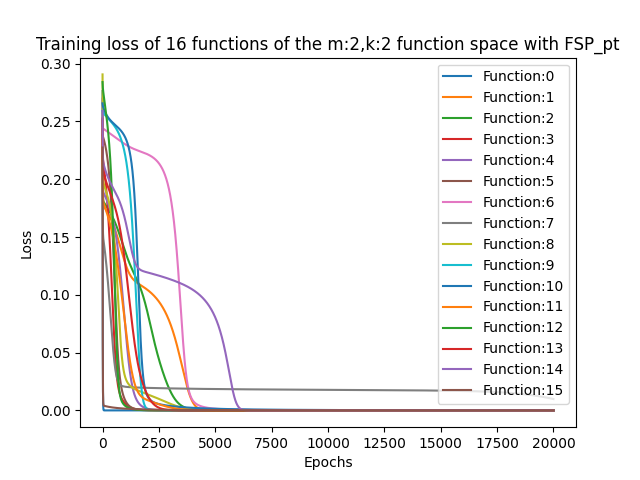 Training loss of 16 functions of the m:2,k:2 function space with FSP_pt
0.30
0.25
0.20
0.15
0.10
0.05
0.00
Loss
0
2500
5000
7500
10000
12500
15000
17500
20000
Epochs
Function:0
Function:1
Function:2
Function:3
Function:4
Function:5
Function:6
Function:7
Function:8
Function:9
Function:10
Function:11
Function:12
Function:13
Function:14
Function:15